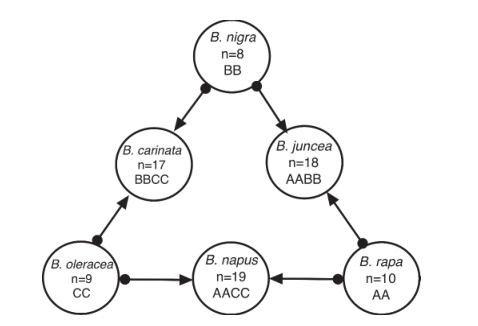 B. nigra
n=8
BB
B. carinata
n=17
BBCC
B. juncea
n=18
AABB
B. oleracea
n=9
CC
B. napus
n=19
AACC
B. rapa
n=10
AA